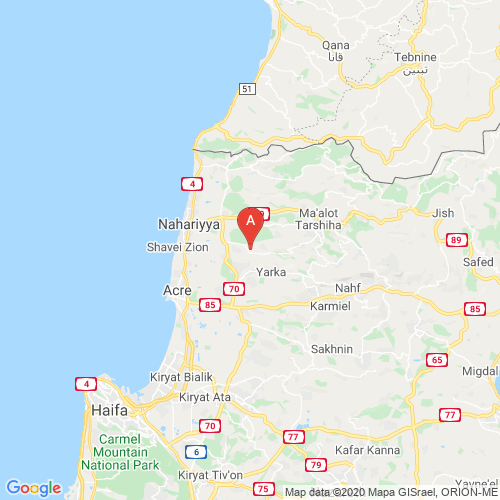 Qana
قانا
Tebnine
تبنين
51
4
A
Ma'alot
Tarshiha
Jish
Nahariyya
89
Shavei Zion
Safed
Yarka
70
Nahf
Acre
85
Karmiel
85
Sakhnin
65
Migdal
Kiryat Bialik
4
Kiryat Ata
Haifa
70
77
77
Carmel
Mountain
National Park
6
Kafar Kanna
79
Kiryat Tiv'on
75
Yavne'el
Google
Map data ©2020 Mapa GISrael, ORION-ME